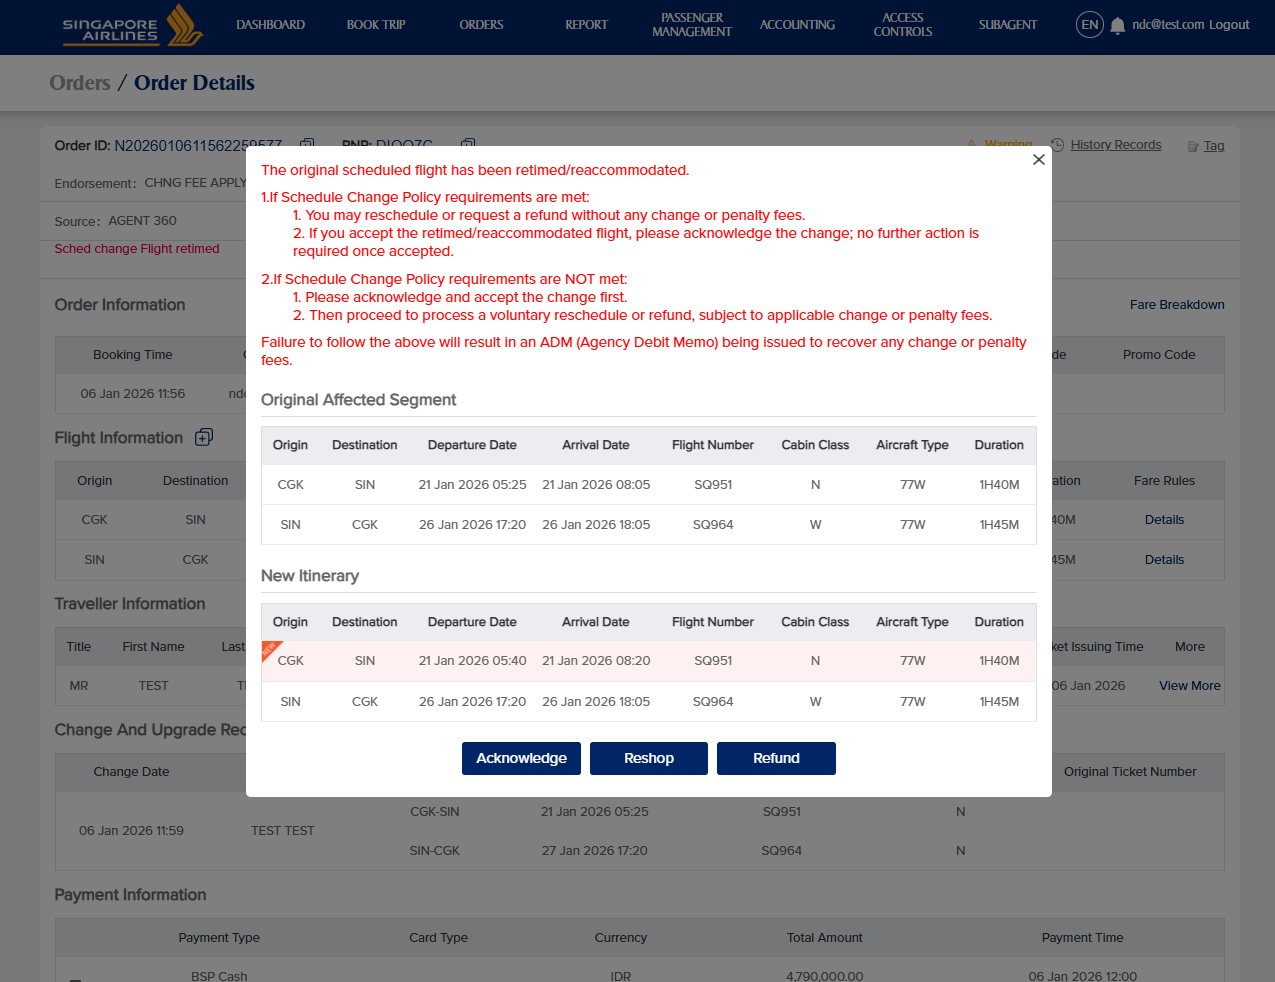 SINGAPORE AIRLINES
DASHBOARD
BOOK TRIP
ORDERS
REPORT
PASSENGER MANAGEMENT
ACCOUNTING
ACCESS CONTROLS
SUBAGENT
EN
ndc@test.com Logout
Orders / Order Details
Order ID:
PNR:
Warning
History Records
Tag
Endorsement: CHNG FEE APPLY
Source: AGENT 360
Sched change Flight retimed
The original scheduled flight has been retimed/reaccommodated.
1.If Schedule Change Policy requirements are met:
1. You may reschedule or request a refund without any change or penalty fees.
2. If you accept the retimed/reaccommodated flight, please acknowledge the change; no further action is
required once accepted.
2.If Schedule Change Policy requirements are NOT met:
1. Please acknowledge and accept the change first.
2. Then proceed to process a voluntary reschedule or refund, subject to applicable change or penalty fees.
Failure to follow the above will result in an ADM (Agency Debit Memo) being issued to recover any change or penalty
fees.
Original Affected Segment
Origin Destination Departure Date Arrival Date Flight Number Cabin Class Aircraft Type Duration
CGK SIN 21 Jan 2026 05:25 21 Jan 2026 08:05 SQ951 N 77W 1H40M
SIN CGK 26 Jan 2026 17:20 26 Jan 2026 18:05 SQ964 W 77W 1H45M
New Itinerary
Origin Destination Departure Date Arrival Date Flight Number Cabin Class Aircraft Type Duration
NEW
CGK SIN 21 Jan 2026 05:40 21 Jan 2026 08:20 SQ951 N 77W 1H40M
SIN CGK 26 Jan 2026 17:20 26 Jan 2026 18:05 SQ964 W 77W 1H45M
Acknowledge Reshop Refund
Order Information
Fare Breakdown
Booking Time
Promo Code
06 Jan 2026 11:56
Flight Information
Origin Destination
Fare Rules
CGK SIN
Details
SIN CGK
Details
Traveller Information
Title First Name Last
Issuing Time More
MR TEST
06 Jan 2026 View More
Change And Upgrade
Change Date
Original Ticket Number
06 Jan 2026 11:59 TEST TEST
CGK-SIN 21 Jan 2026 05:25 SQ951 N
SIN-CGK 27 Jan 2026 17:20 SQ964 N
Payment Information
Payment Type Card Type Currency Total Amount Payment Time
BSP Cash IDR 4,790,000.00 06 Jan 2026 12:00